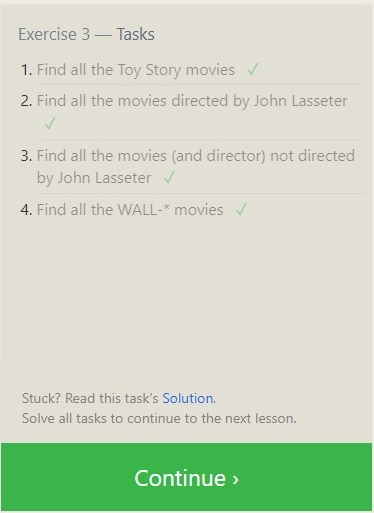 Exercise 3 — Tasks
1. Find all the Toy Story movies ✓
2. Find all the movies directed by John Lasseter
✓
3. Find all the movies (and director) not directed
by John Lasseter ✓
4. Find all the WALL-* movies ✓
Stuck? Read this task's Solution.
Solve all tasks to continue to the next lesson.
Continue ›